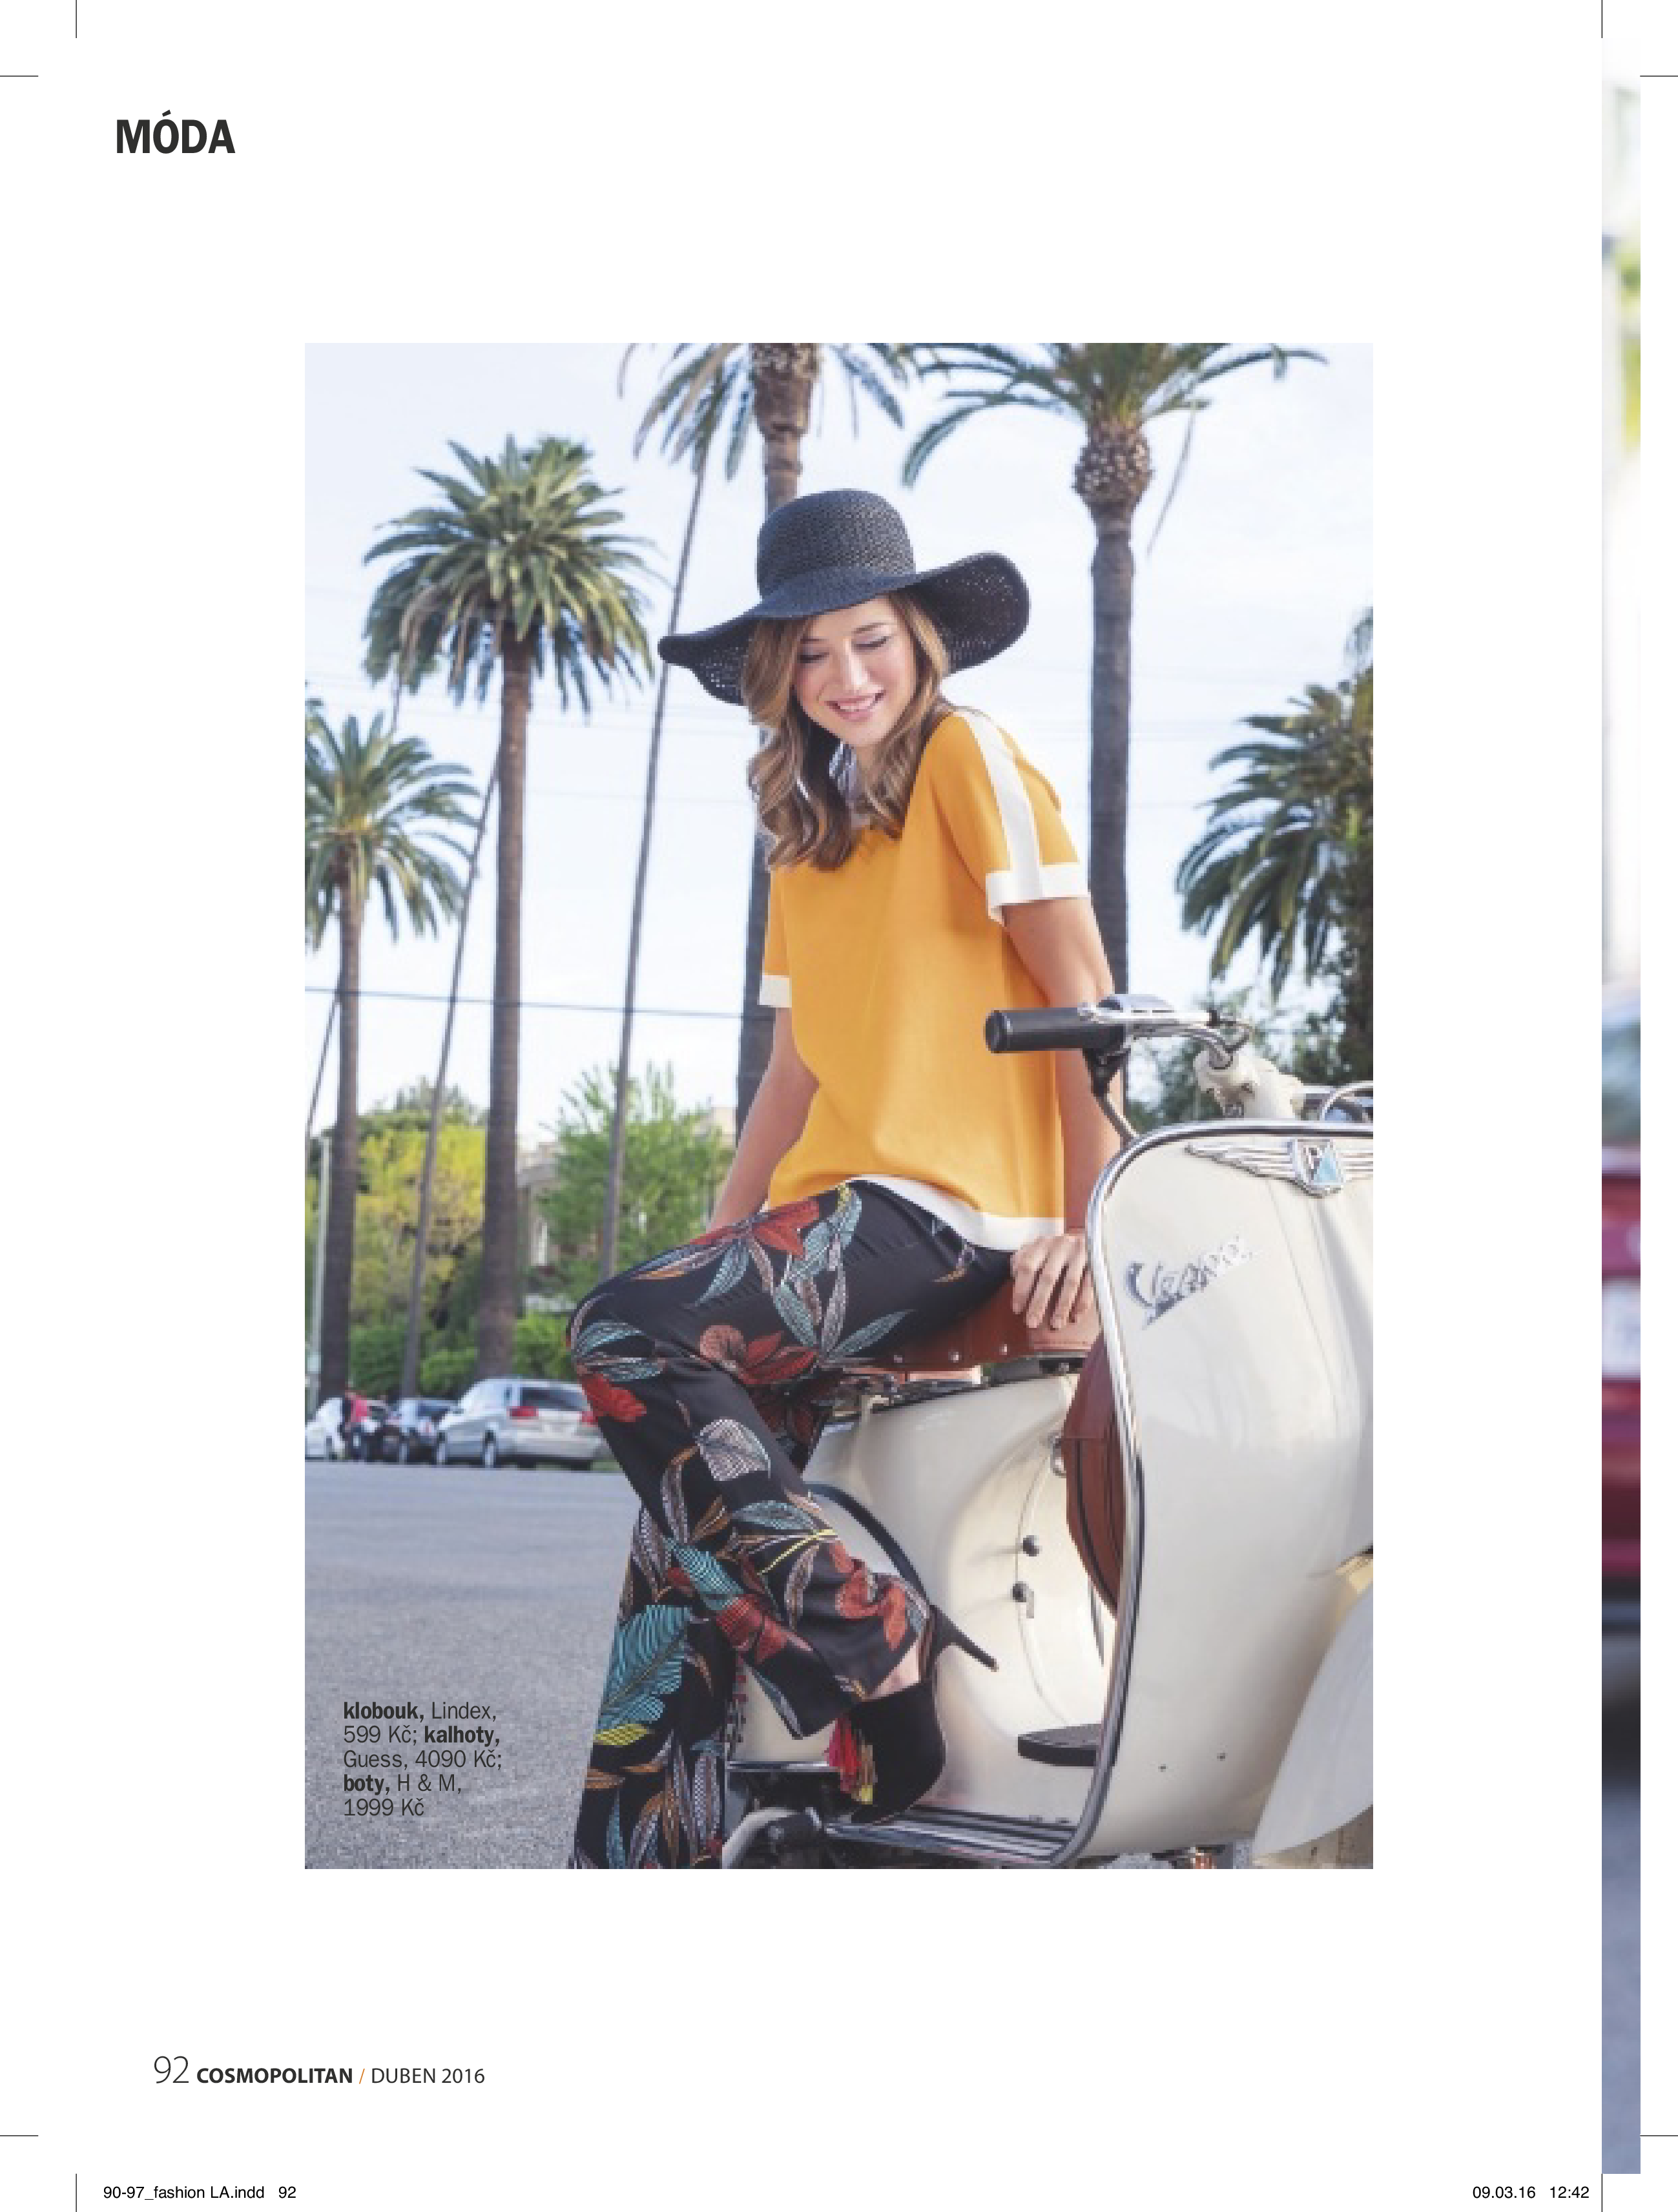 MÓDA
P
Vespa
klobouk, Lindex,
599 Kč; kalhoty,
Guess, 4090 Kč;
boty, H & M,
1999 Kč
92 COSMOPOLITAN / DUBEN 2016
90-97_fashion LA.indd 92
09.03.16 12:42